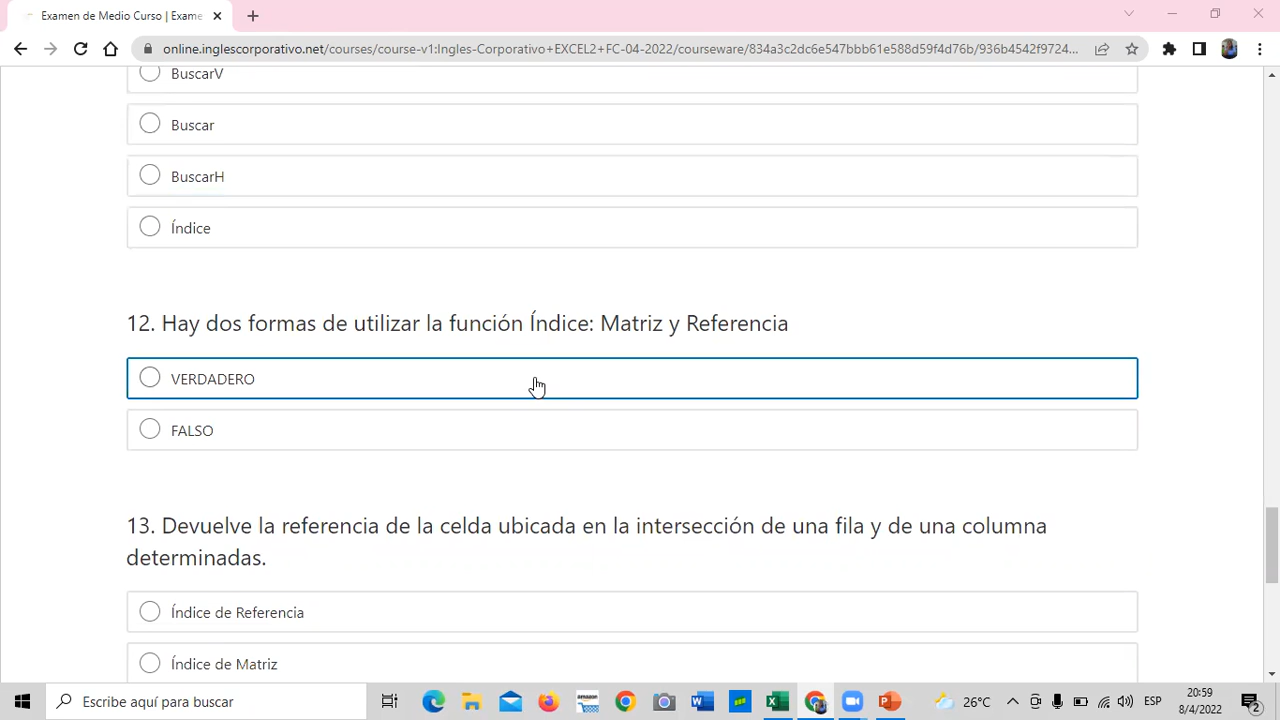 Examen de Medio Curso | Exame
online.inglescorporativo.net/courses/course-v1:Ingles-Corporativo+EXCEL2+FC-04-2022/courseware/334a3c2dc6e547bbb61e588d59f4d76b/936b4542f9724...
BuscarV
Buscar
BuscarH
Índice
12. Hay dos formas de utilizar la función Índice: Matriz y Referencia
VERDADERO
FALSO
13. Devuelve la referencia de la celda ubicada en la intersección de una fila y de una columna
determinadas.
Índice de Referencia
Índice de Matriz
Escribe aquí para buscar
amazon
26°C
ESP
20:59
8/4/2022
2